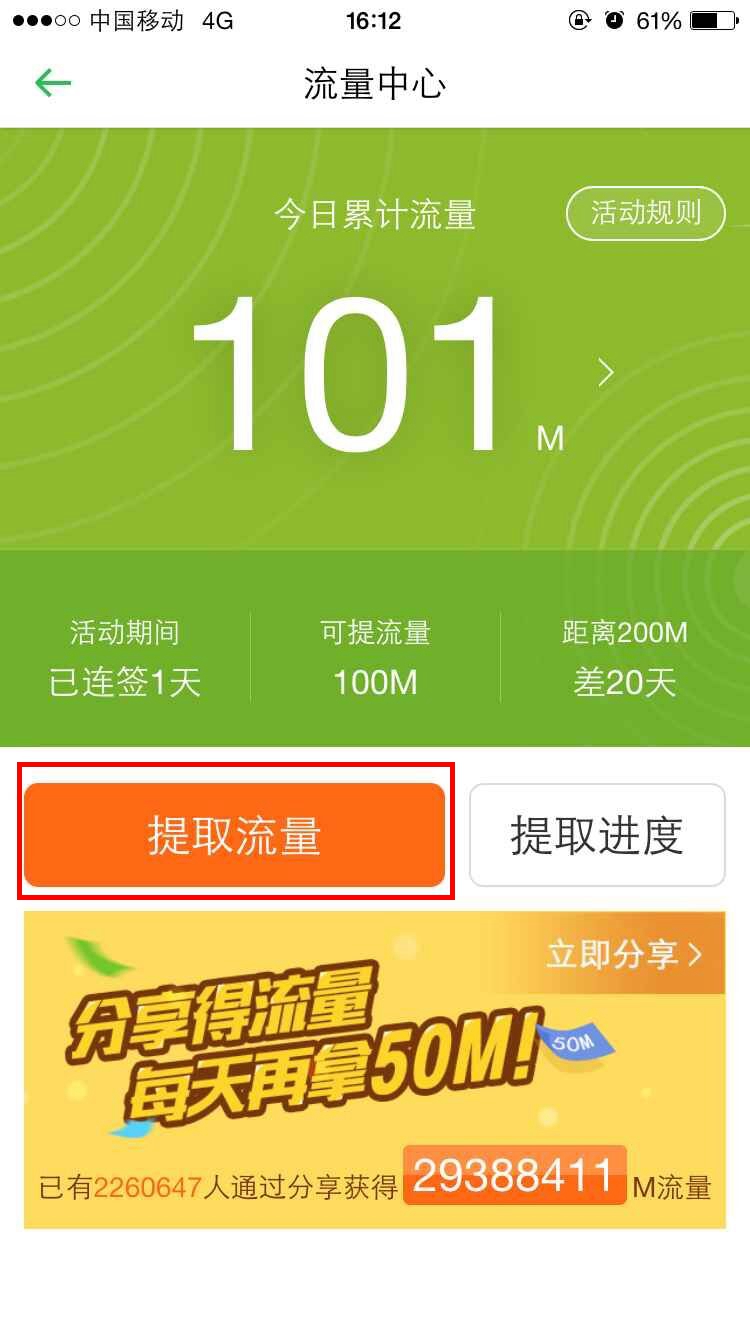 中国移动 4G 16:12 61%
流量中心
今日累计流量
活动规则
101 M
活动期间 可提流量 距离200M
已连签1天 100M 差20天
提取流量 提取进度
立即分享
分享得流量
每天再拿50M!
50M
已有2260647人通过分享获得 29388411 M流量